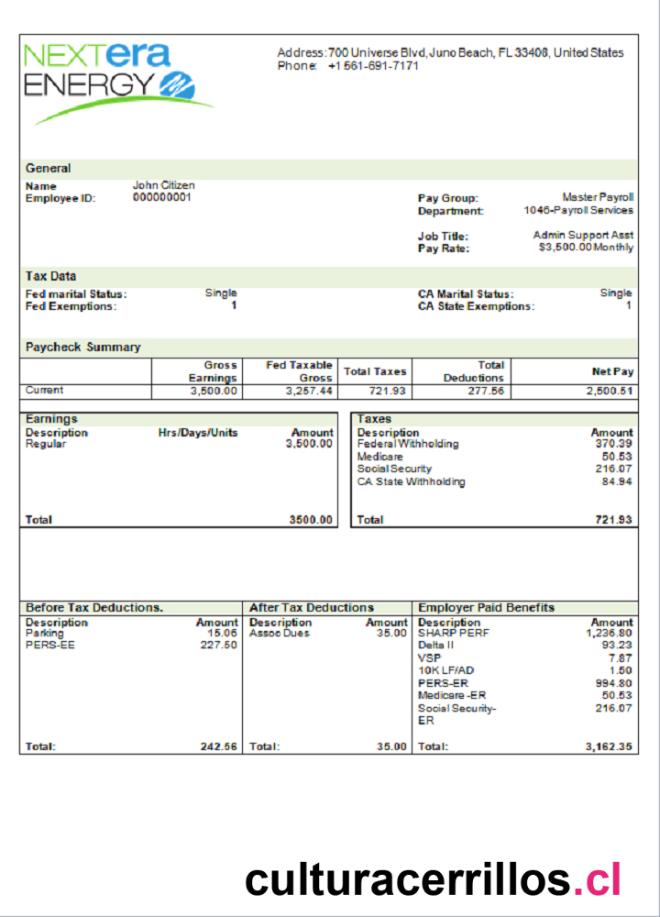 NEXTera
ENERGY
Address: 700 Universe Blvd, Juno Beach, FL 33408, United States
Phone: +1 561-691-7171
General
Name John Citizen
Employee ID: 000000001
Pay Group: Master Payroll
Department: 1046-Payroll Services
Job Title: Admin Support Asst
Pay Rate: $3,500.00 Monthly
Tax Data
Fed marital Status: Single CA Marital Status: Single
Fed Exemptions: 1 CA State Exemptions: 1
Paycheck Summary
Gross Earnings Fed Taxable Gross Total Taxes Total Deductions Net Pay
Current 3,500.00 3,257.44 721.93 277.56 2,500.51
Earnings
Description Hrs/Days/Units Amount
Regular 3,500.00
Total 3500.00
Taxes
Description Amount
Federal Withholding 370.39
Medicare 50.53
Social Security 216.07
CA State Withholding 84.94
Total 721.93
Before Tax Deductions.
Description Amount
Parking 15.06
PERS-EE 227.50
Total: 242.56
After Tax Deductions
Description Amount
Assoc Dues 35.00
Total: 35.00
Employer Paid Benefits
Description Amount
SHARP PERF 1,236.80
Delta II 93.23
VSP 7.87
10K LF/AD 1.50
PERS-ER 994.80
Medicare -ER 50.53
Social Security- 216.07
ER
Total: 3,162.35
culturacerrillos.cl